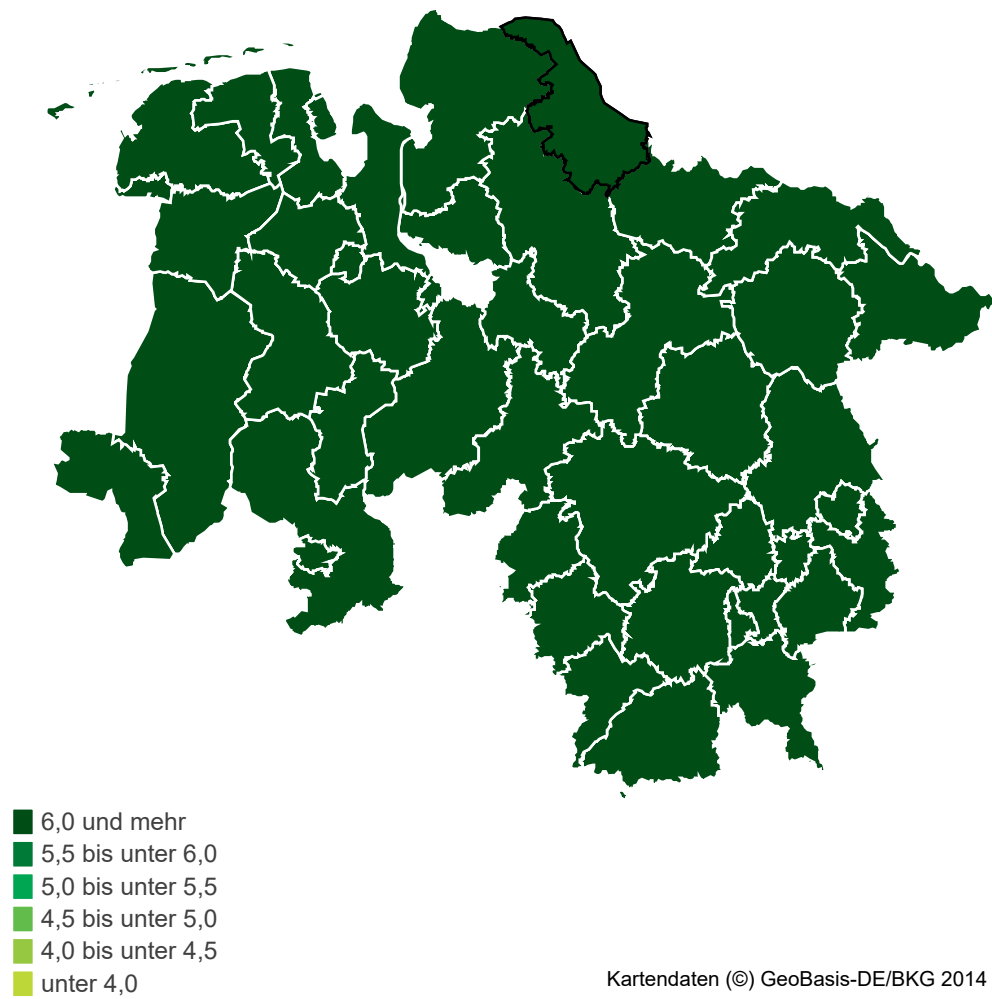 6,0 und mehr
5,5 bis unter 6,0
5,0 bis unter 5,5
4,5 bis unter 5,0
4,0 bis unter 4,5
unter 4,0
Kartendaten (©) GeoBasis-DE/BKG 2014